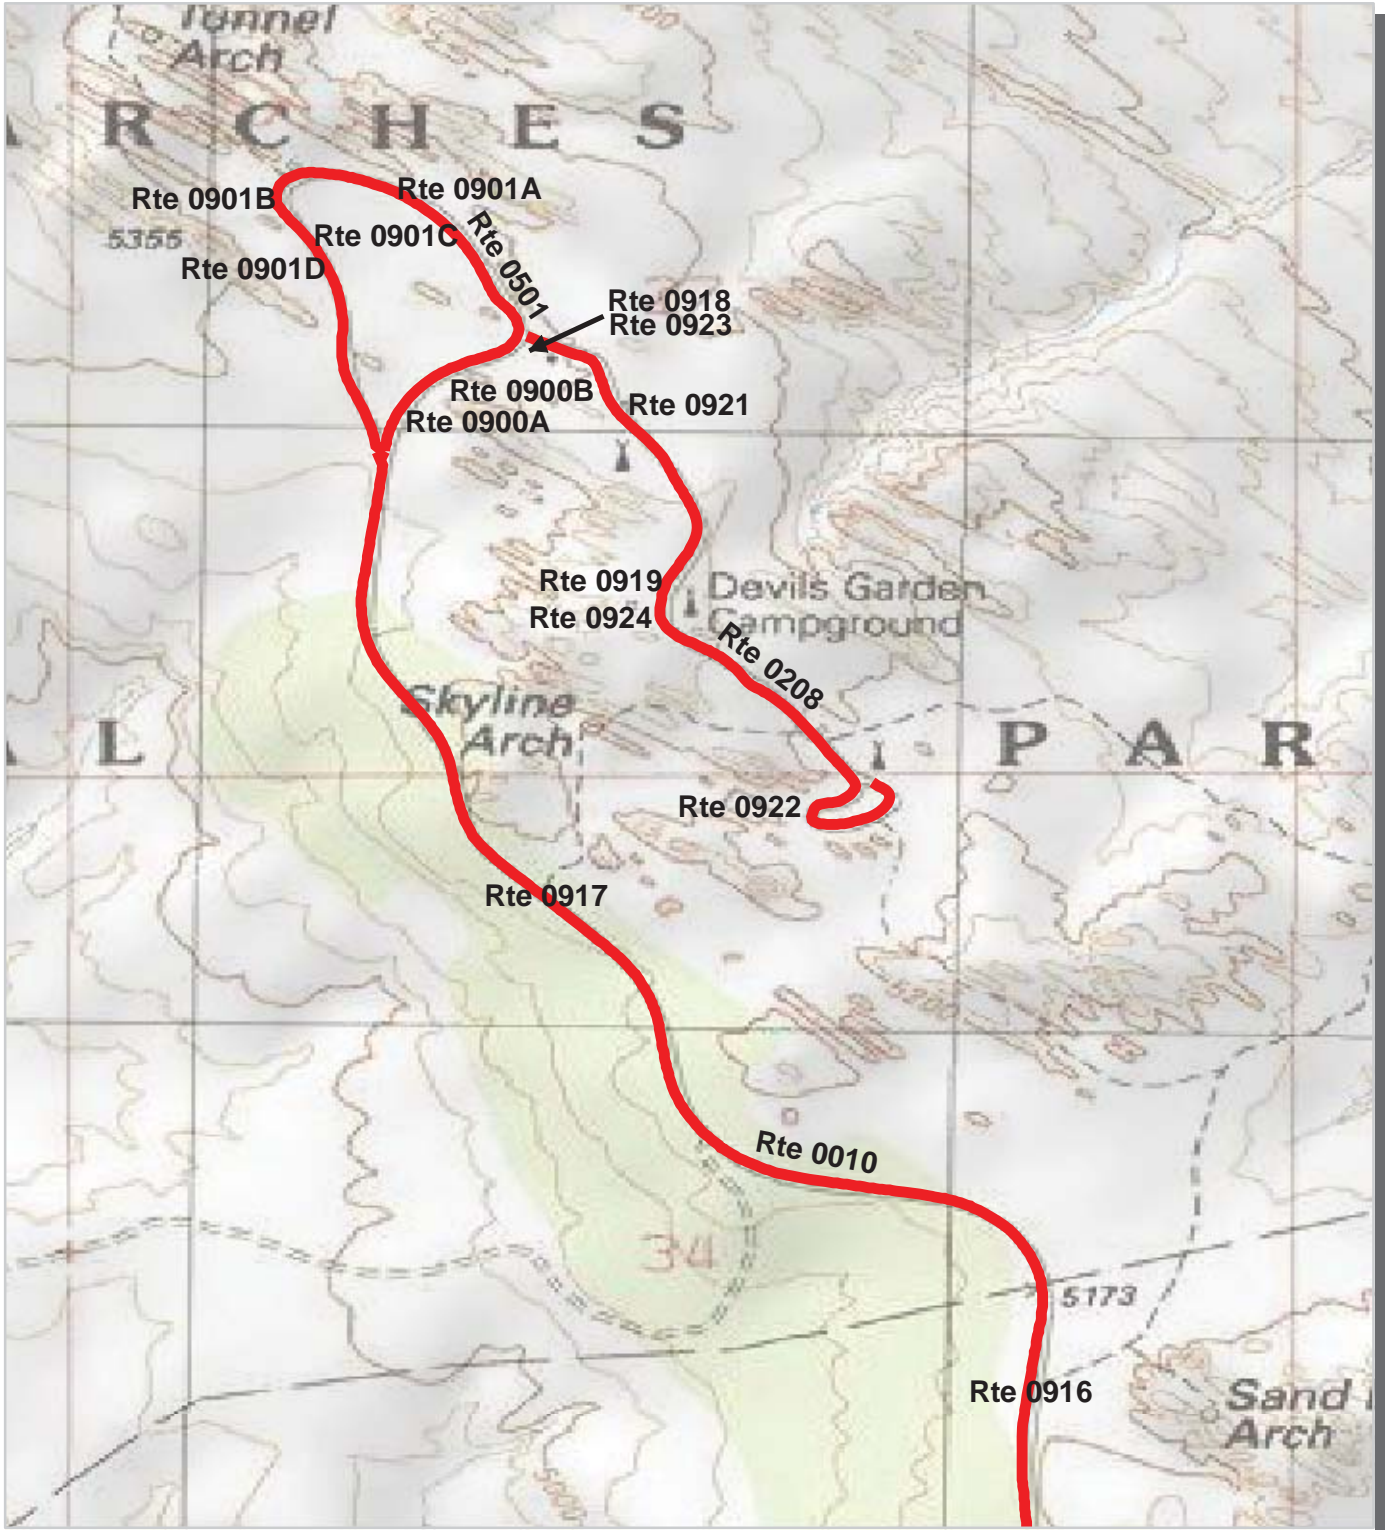 Tunnel
Arch
A R C H E S
Rte 0901A
Rte 0901B
Rte 0501
Rte 0901C
5355
Rte 0901D
Rte 0918
Rte 0923
Rte 0900B
Rte 0921
Rte 0900A
Rte 0919
Devils Garden
Campground
Rte 0924
Rte 0208
Skyline
Arch
A L P A R
Rte 0922
Rte 0917
Rte 0010
34
5173
Rte 0916
Sand
Arch